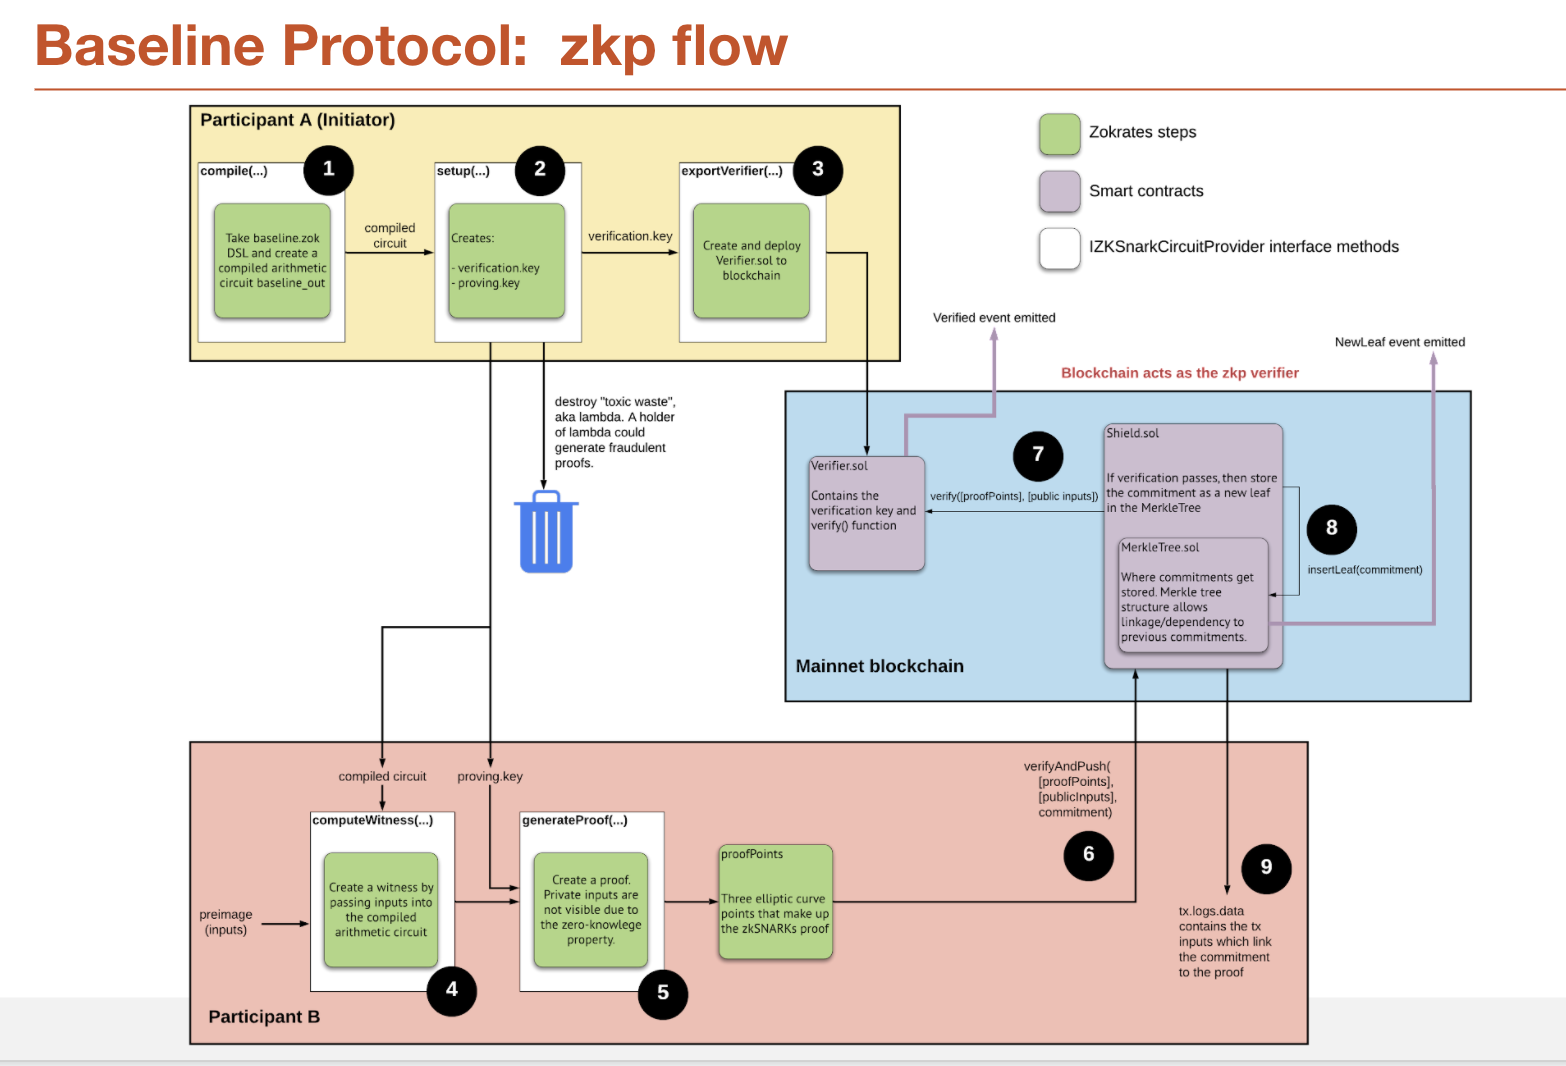 Baseline Protocol:  zkp flow
Participant A (Initiator)
compile(...)
1
Take baseline.zok
DSL and create a
compiled arithmetic
circuit baseline_out
compiled
circuit
setup(...)
2
Creates:
- verification.key
- proving.key
verification.key
exportVerifier(...)
3
Create and deploy
Verifier.sol to
blockchain
Zokrates steps
Smart contracts
IZKSnarkCircuitProvider interface methods
destroy "toxic waste",
aka lambda. A holder
of lambda could
generate fraudulent
proofs.
Verified event emitted
NewLeaf event emitted
Blockchain acts as the zkp verifier
Verifier.sol
Contains the
verification key and
verify() function
7
verify([proofPoints], [public inputs])
Shield.sol
If verification passes, then store
the commitment as a new leaf
in the MerkleTree
8
insertLeaf(commitment)
MerkleTree.sol
Where commitments get
stored. Merkle tree
structure allows
linkage/dependency to
previous commitments.
Mainnet blockchain
compiled circuit
proving.key
preimage
(inputs)
computeWitness(...)
Create a witness by
passing inputs into
the compiled
arithmetic circuit
4
generateProof(...)
Create a proof.
Private inputs are
not visible due to
the zero-knowlege
property.
5
proofPoints
Three elliptic curve
points that make up
the zkSNARKs proof
verifyAndPush(
[proofPoints],
[publicInputs],
commitment)
6
9
tx.logs.data
contains the tx
inputs which link
the commitment
to the proof
Participant B